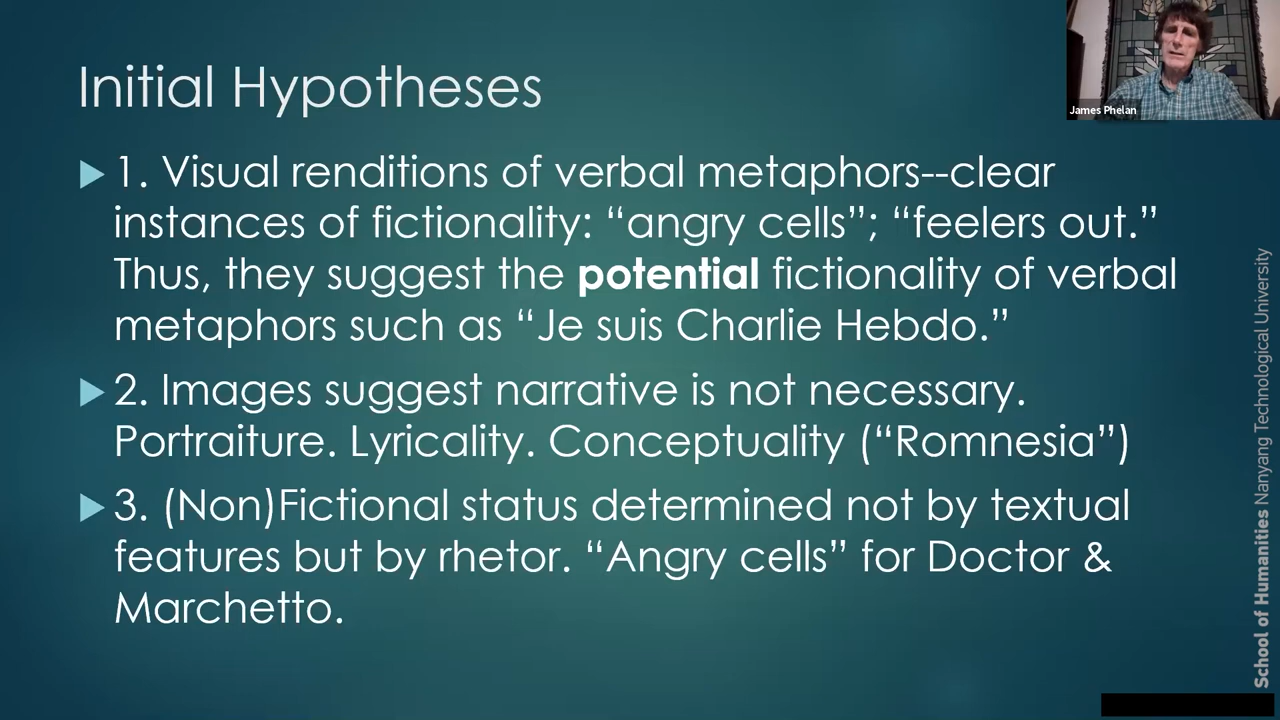 Initial Hypotheses
James Phelan
1. Visual renditions of verbal metaphors--clear
instances of fictionality: “angry cells”; “feelers out.”
Thus, they suggest the potential fictionality of verbal
metaphors such as “Je suis Charlie Hebdo.”
2. Images suggest narrative is not necessary.
Portraiture. Lyricality. Conceptuality (“Romnesia”)
3. (Non)Fictional status determined not by textual
features but by rhetor. “Angry cells” for Doctor &
Marchetto.
School of Humanities Nanyang Technological University